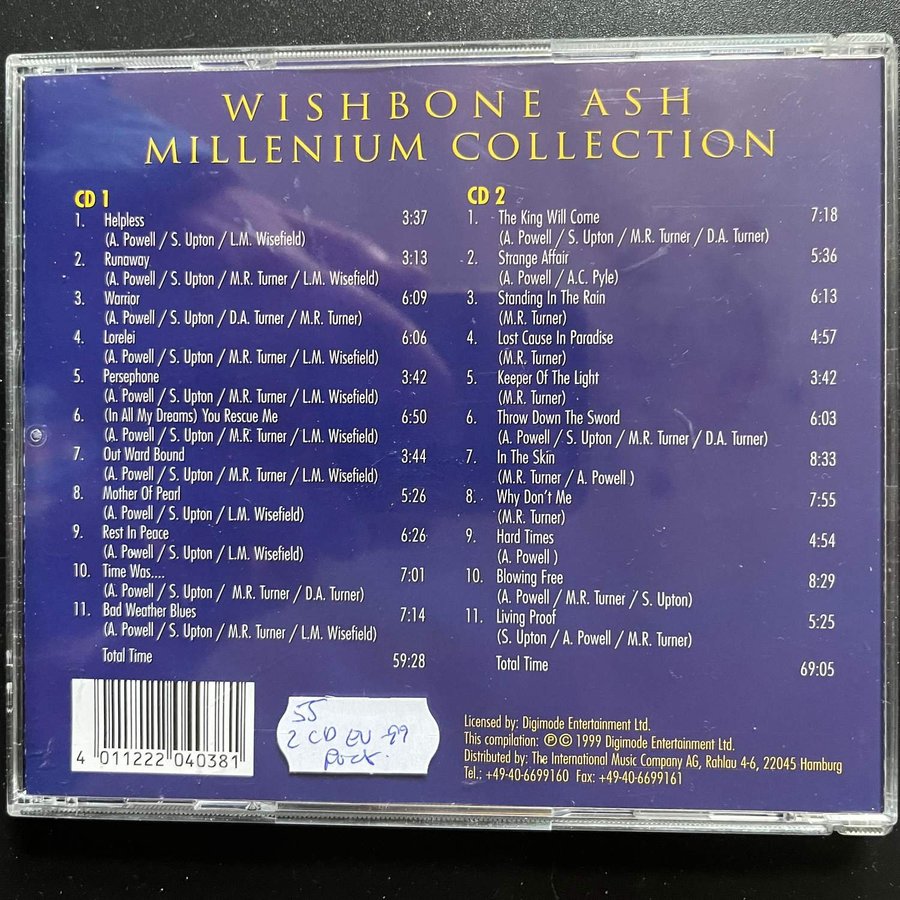 WISHBONE ASH
MILLENIUM COLLECTION
CD 1
1. Helpless 3:37
(A. Powell / S. Upton / L.M. Wisefield)
2. Runaway 3:13
(A. Powell / S. Upton / M.R. Turner / L.M. Wisefield)
3. Warrior 6:09
(A. Powell / S. Upton / D.A. Turner / M.R. Turner)
4. Lorelei 6:06
(A. Powell / S. Upton / M.R. Turner / L.M. Wisefield)
5. Persephone 3:42
(A. Powell / S. Upton / M.R. Turner / L.M. Wisefield)
6. (In All My Dreams) You Rescue Me 6:50
(A. Powell / S. Upton / M.R. Turner / L.M. Wisefield)
7. Out Ward Bound 3:44
(A. Powell / S. Upton / M.R. Turner / L.M. Wisefield)
8. Mother Of Pearl 5:26
(A. Powell / S. Upton / L.M. Wisefield)
9. Rest In Peace 6:26
(A. Powell / S. Upton / L.M. Wisefield)
10. Time Was.... 7:01
(A. Powell / S. Upton / M.R. Turner / D.A. Turner)
11. Bad Weather Blues 7:14
(A. Powell / S. Upton / M.R. Turner / L.M. Wisefield)
Total Time 59:28
CD 2
1. The King Will Come 7:18
(A. Powell / S. Upton / M.R. Turner / D.A. Turner)
2. Strange Affair 5:36
(A. Powell / A.C. Pyle)
3. Standing In The Rain 6:13
(M.R. Turner)
4. Lost Cause In Paradise 4:57
(M.R. Turner)
5. Keeper Of The Light 3:42
(M.R. Turner)
6. Throw Down The Sword 6:03
(A. Powell / S. Upton / M.R. Turner / D.A. Turner)
7. In The Skin 8:33
(M.R. Turner / A. Powell )
8. Why Don't Me 7:55
(M.R. Turner)
9. Hard Times 4:54
(A. Powell )
10. Blowing Free 8:29
(A. Powell / M.R. Turner / S. Upton)
11. Living Proof 5:25
(S. Upton / A. Powell / M.R. Turner)
Total Time 69:05
4 011222 040381
55
2 CD EU -99
Licensed by: Digimode Entertainment Ltd.
This compilation: ℗ © 1999 Digimode Entertainment Ltd.
Distributed by: The International Music Company AG, Rahlau 4-6, 22045 Hamburg
Tel.: +49-40-6699160 Fax: +49-40-6699161